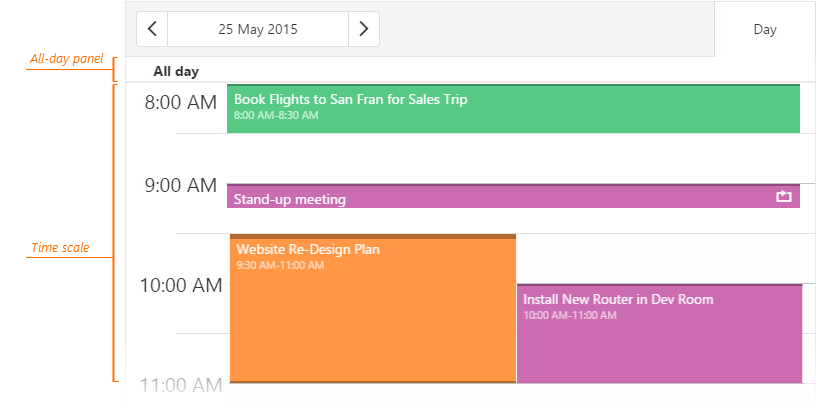 25 May 2015
Day
All-day panel
All day
8:00 AM
Book Flights to San Fran for Sales Trip
8:00 AM-8:30 AM
9:00 AM
Stand-up meeting
Time scale
Website Re-Design Plan
9:30 AM-11:00 AM
10:00 AM
Install New Router in Dev Room
10:00 AM-11:00 AM
11:00 AM